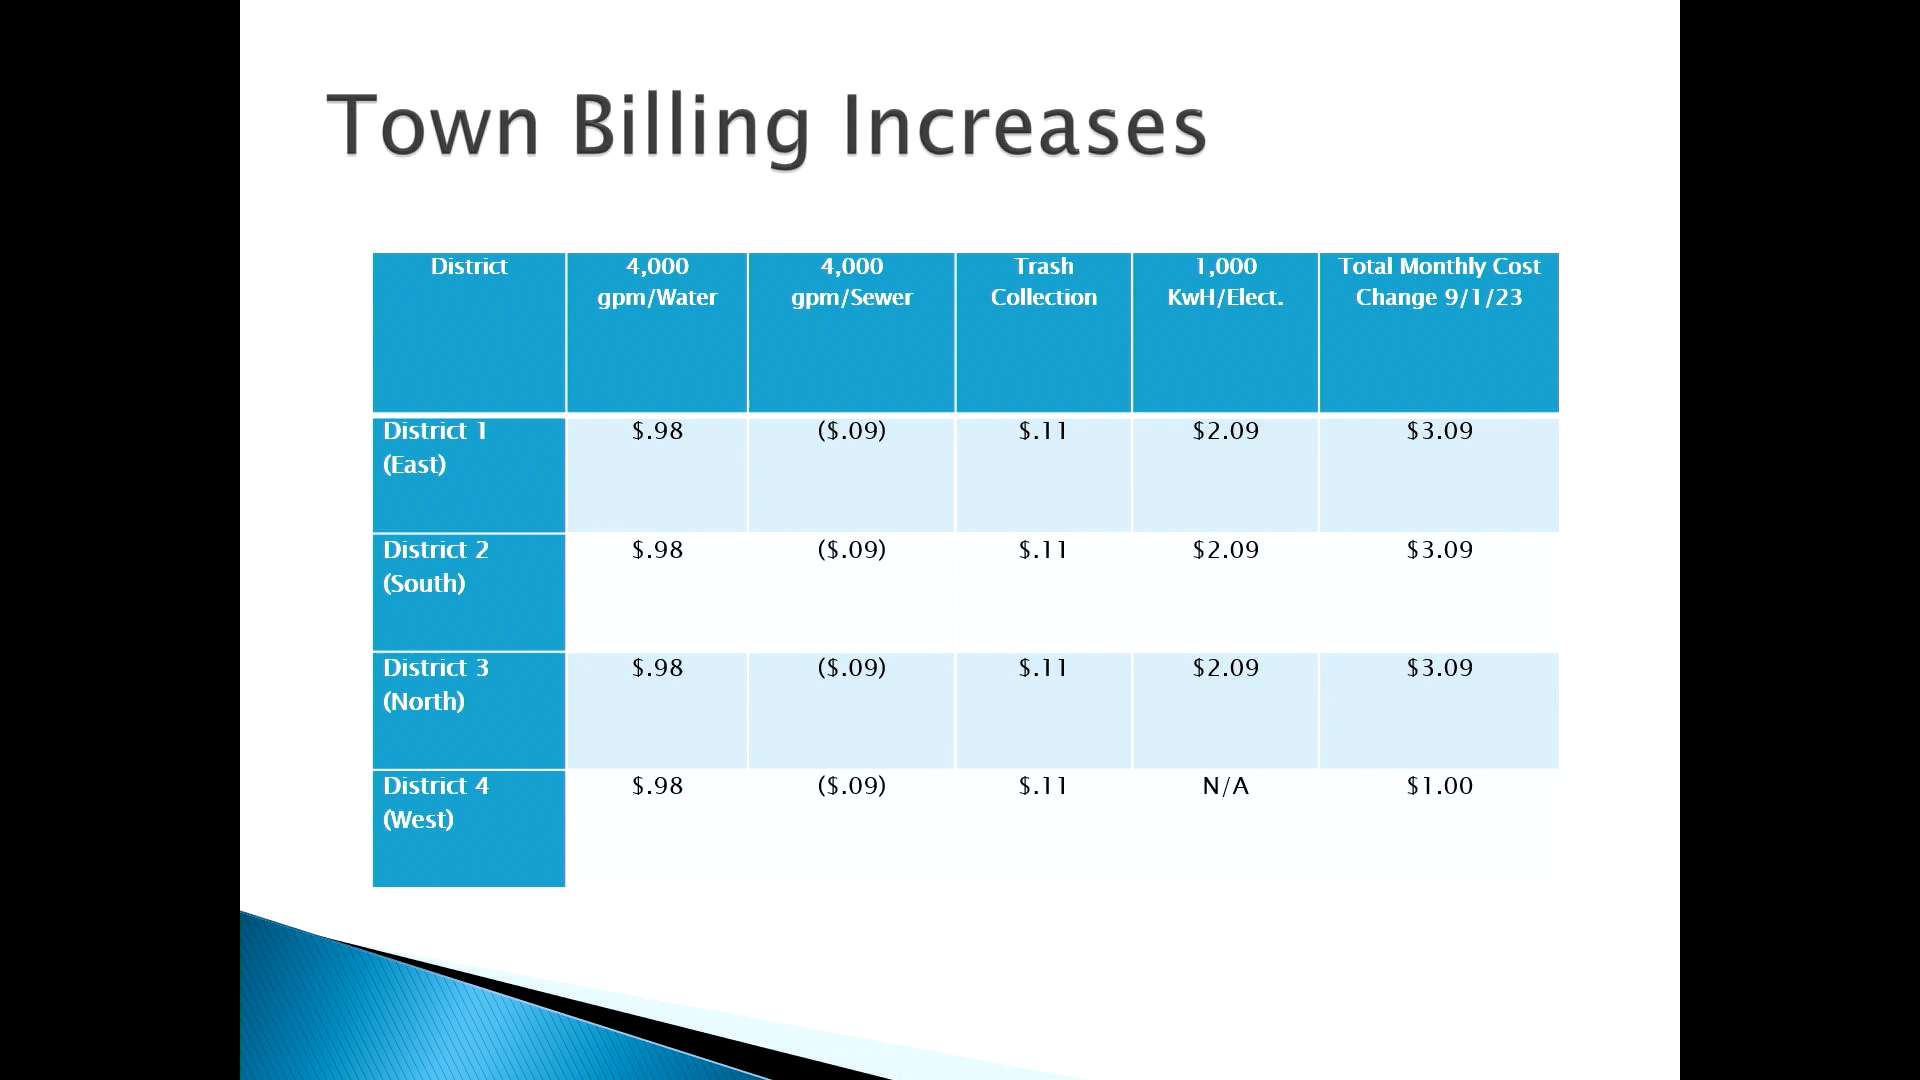 Town Billing Increases
District
4,000
gpm/Water
4,000
gpm/Sewer
Trash
Collection
1,000
KwH/Elect.
Total Monthly Cost
Change 9/1/23
District 1
(East)
$.98
($.09)
$.11
$2.09
$3.09
District 2
(South)
$.98
($.09)
$.11
$2.09
$3.09
District 3
(North)
$.98
($.09)
$.11
$2.09
$3.09
District 4
(West)
$.98
($.09)
$.11
N/A
$1.00